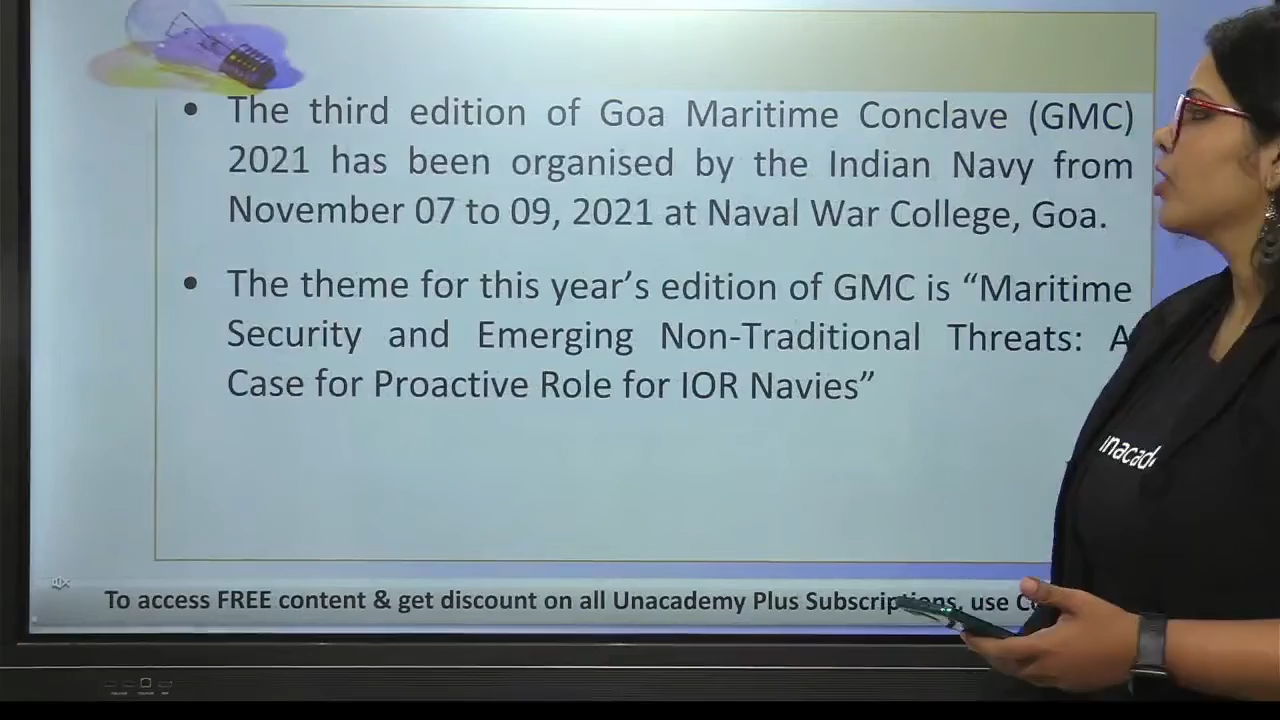 • The third edition of Goa Maritime Conclave (GMC)
2021 has been organised by the Indian Navy from
November 07 to 09, 2021 at Naval War College, Goa.
• The theme for this year's edition of GMC is “Maritime
Security and Emerging Non-Traditional Threats: A
Case for Proactive Role for IOR Navies”
unacad
To access FREE content & get discount on all Unacademy Plus Subscriptions, use